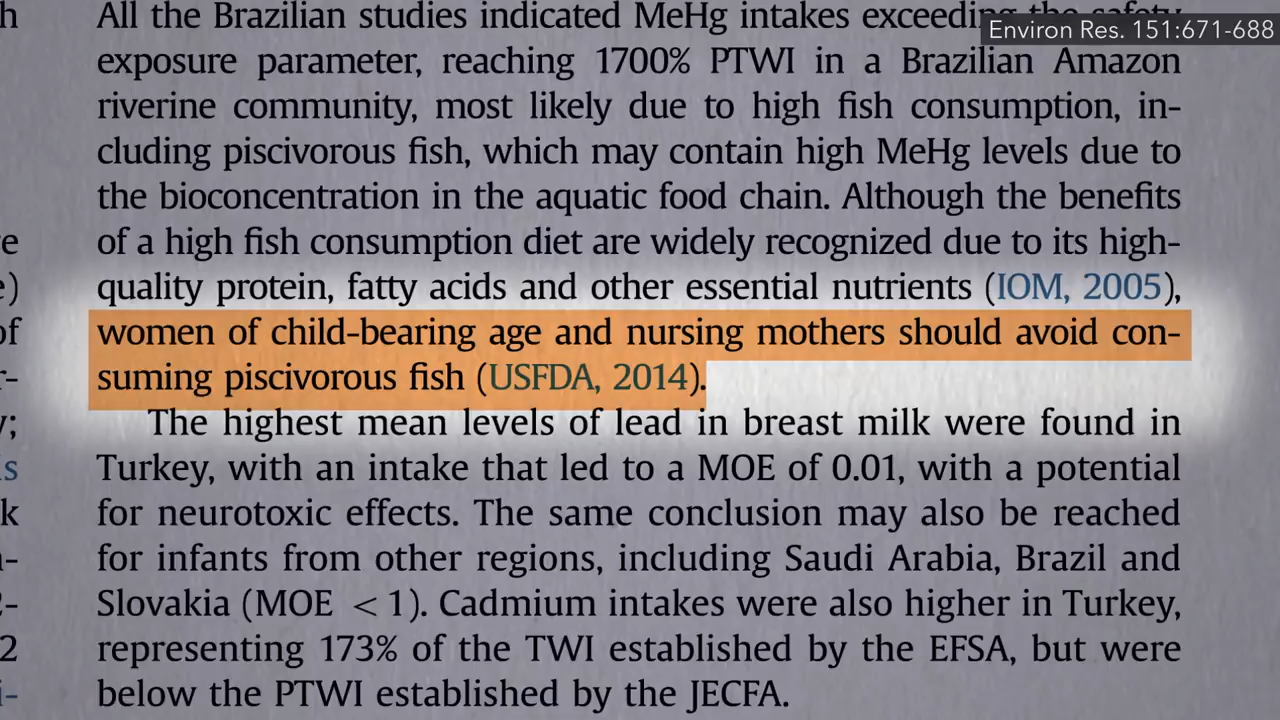 All the Brazilian studies indicated MeHg intakes exceeding the safety
Environ Res. 151:671-688
exposure parameter, reaching 1700% PTWI in a Brazilian Amazon
riverine community, most likely due to high fish consumption, in-
cluding piscivorous fish, which may contain high MeHg levels due to
the bioconcentration in the aquatic food chain. Although the benefits
of a high fish consumption diet are widely recognized due to its high-
quality protein, fatty acids and other essential nutrients (IOM, 2005),
women of child-bearing age and nursing mothers should avoid con-
suming piscivorous fish (USFDA, 2014).
The highest mean levels of lead in breast milk were found in
Turkey, with an intake that led to a MOE of 0.01, with a potential
for neurotoxic effects. The same conclusion may also be reached
for infants from other regions, including Saudi Arabia, Brazil and
Slovakia (MOE < 1). Cadmium intakes were also higher in Turkey,
representing 173% of the TWI established by the EFSA, but were
below the PTWI established by the JECFA.